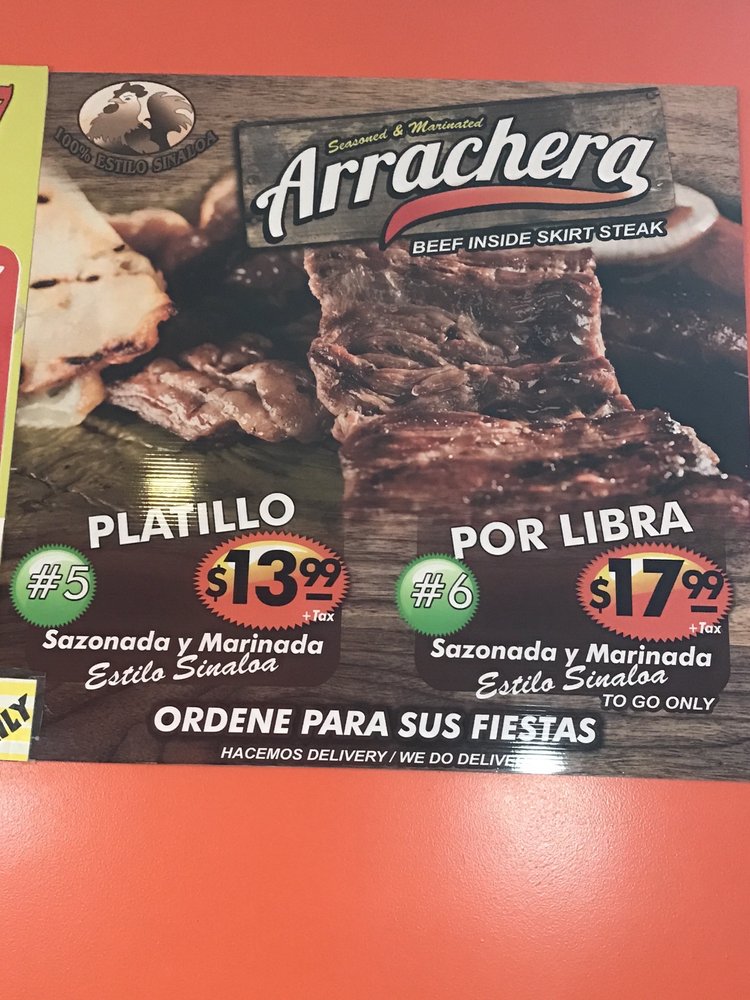 100% ESTILO SINALOA
Seasoned & Marinated
Arrachera
BEEF INSIDE SKIRT STEAK
PLATILLO
#5
$13.99
+Tax
Sazonada y Marinada
Estilo Sinaloa
POR LIBRA
#6
$17.99
+Tax
Sazonada y Marinada
Estilo Sinaloa
TO GO ONLY
ORDENE PARA SUS FIESTAS
HACEMOS DELIVERY / WE DO